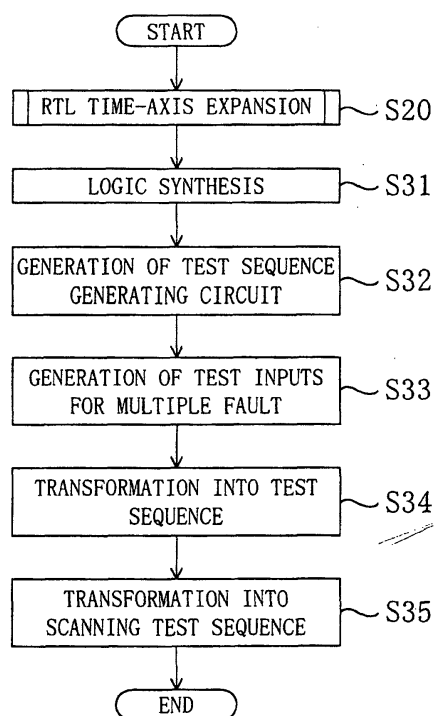 START
RTL TIME-AXIS EXPANSION
S20
LOGIC SYNTHESIS
S31
GENERATION OF TEST SEQUENCE
GENERATING CIRCUIT
S32
GENERATION OF TEST INPUTS
FOR MULTIPLE FAULT
S33
TRANSFORMATION INTO TEST
SEQUENCE
S34
TRANSFORMATION INTO
SCANNING TEST SEQUENCE
S35
END